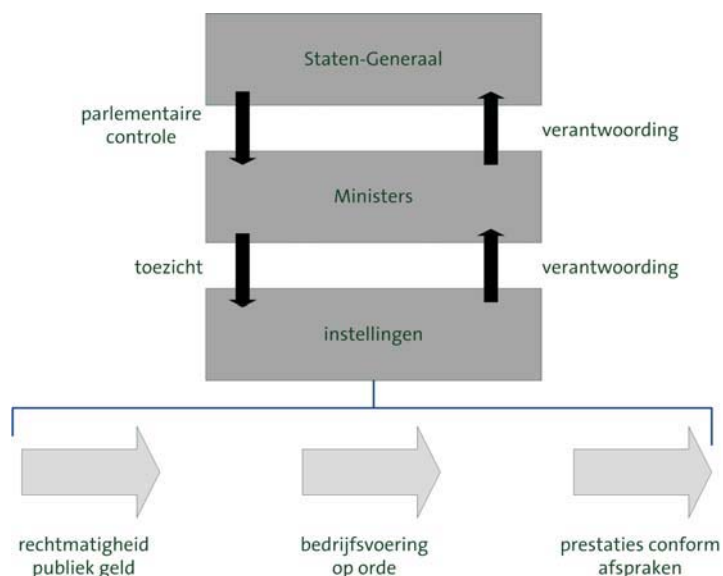 Staten-Generaal
parlementaire
controle
verantwoording
Ministers
toezicht
verantwoording
instellingen
rechtmatigheid
publiek geld
bedrijfsvoering
op orde
prestaties conform
afspraken